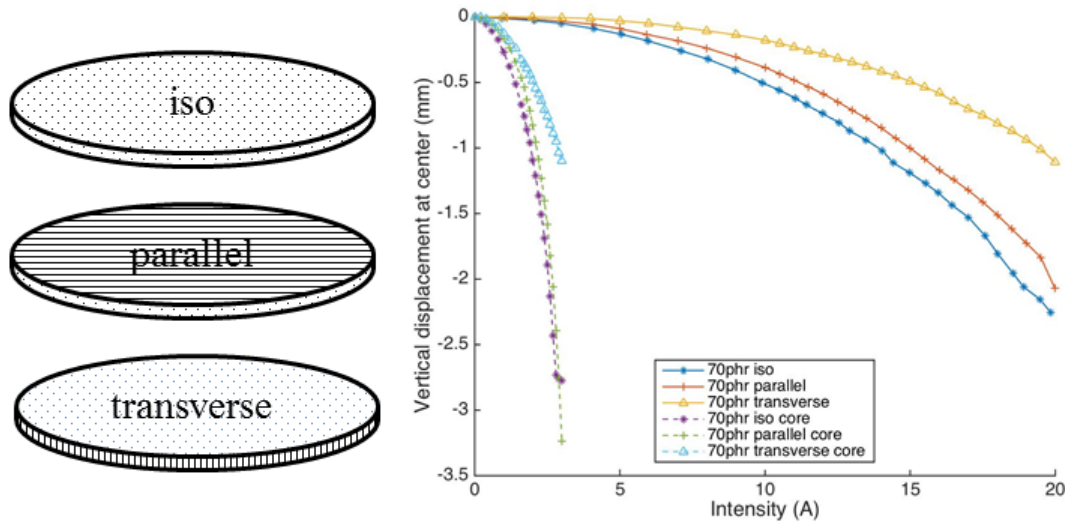 iso
parallel
transverse
0
-0.5
-1
-1.5
-2
-2.5
-3
-3.5
Vertical displacement at center (mm)
70phr iso
70phr parallel
70phr transverse
70phr iso core
70phr parallel core
70phr transverse core
0 5 10 15 20
Intensity (A)